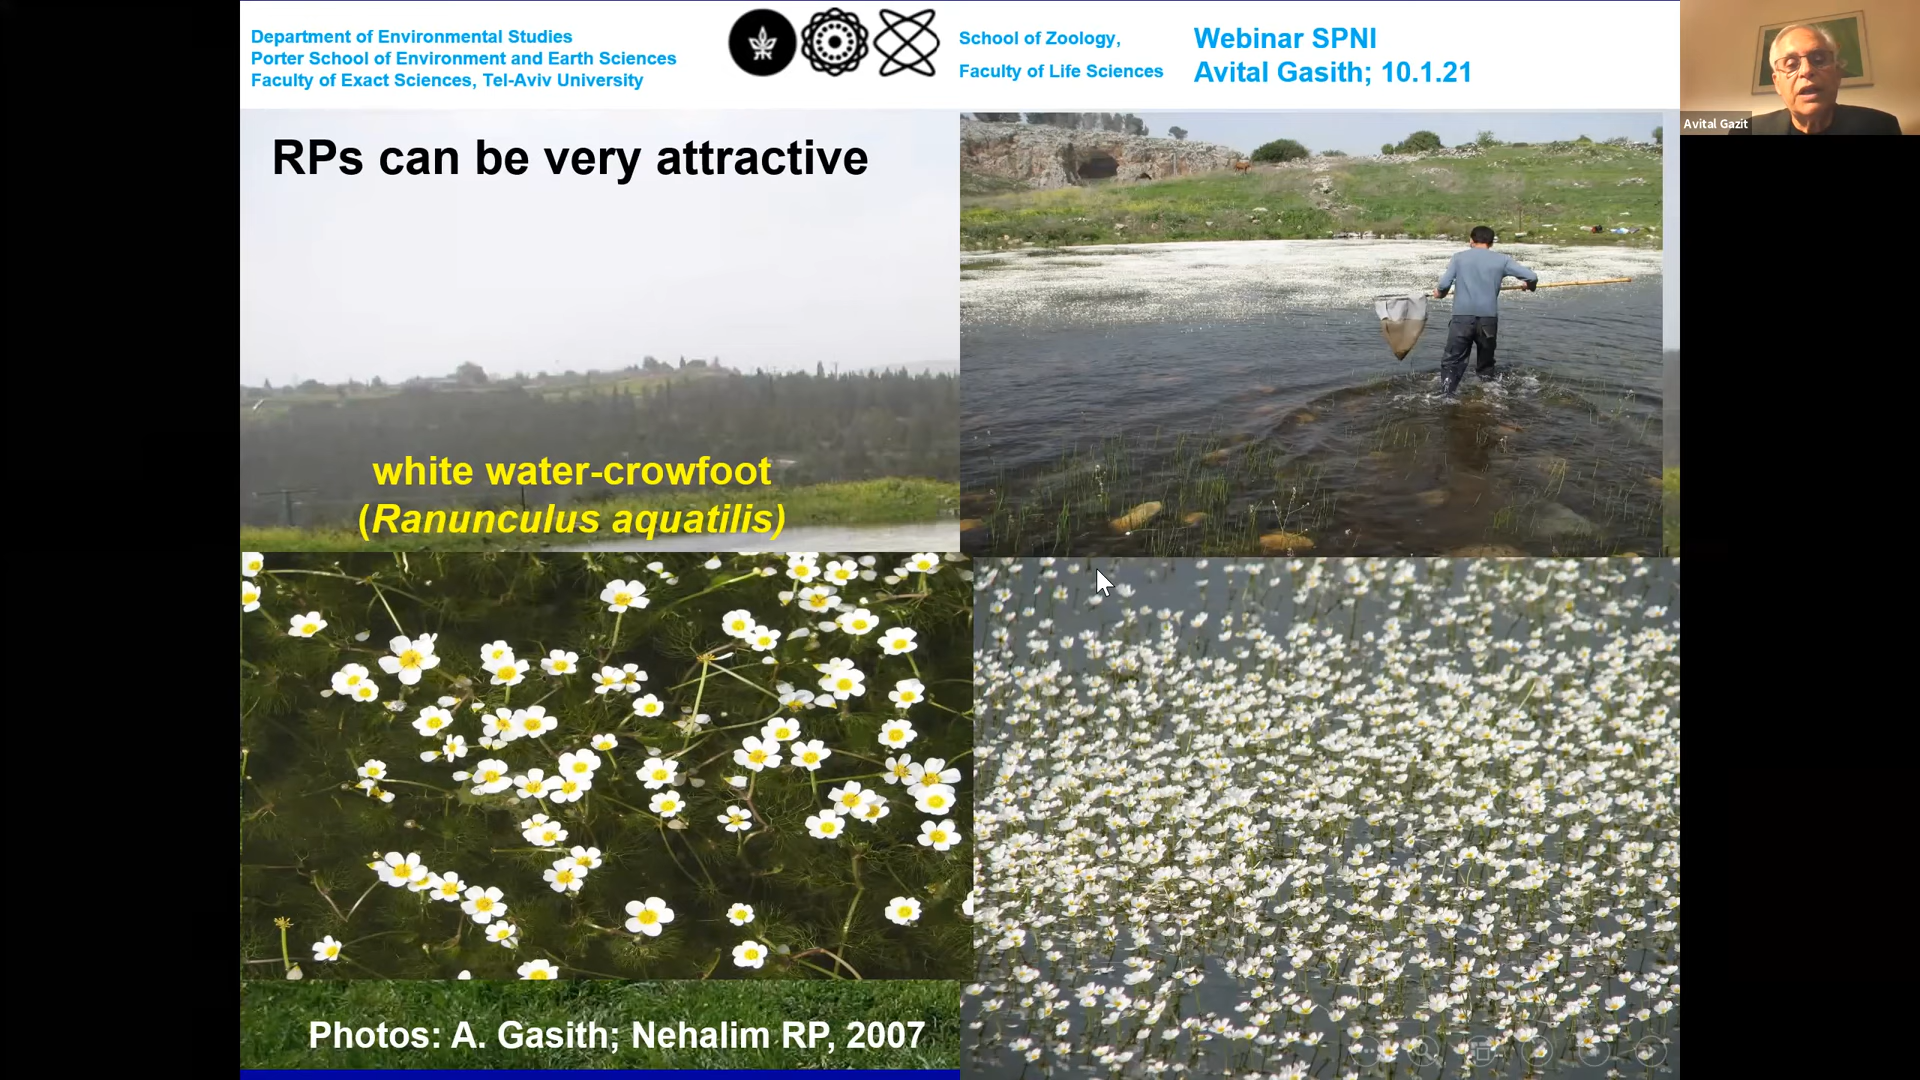 Department of Environmental Studies
Porter School of Environment and Earth Sciences
Faculty of Exact Sciences, Tel-Aviv University
School of Zoology,
Faculty of Life Sciences
Webinar SPNI
Avital Gasith; 10.1.21
Avital Gazit
RPs can be very attractive
white water-crowfoot
(Ranunculus aquatilis)
Photos: A. Gasith; Nehalim RP, 2007